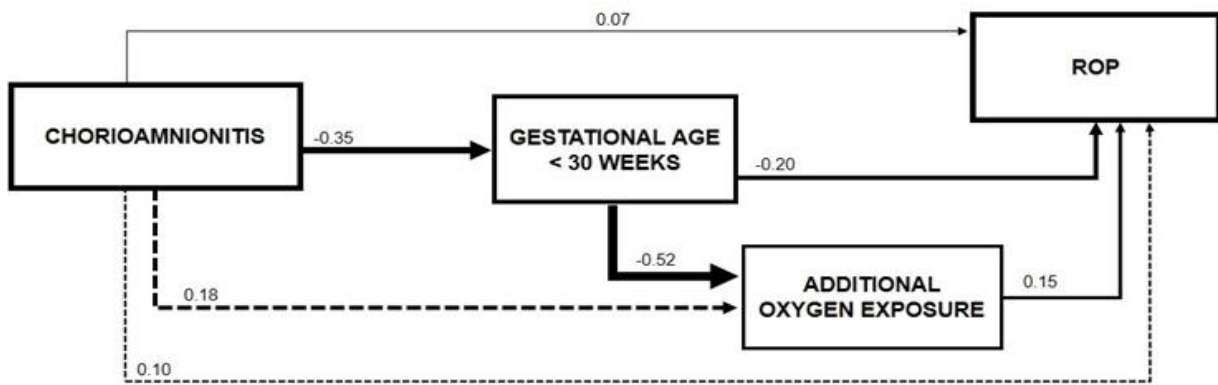 0.07
ROP
CHORIOAMNIONITIS
-0.35
GESTATIONAL AGE
< 30 WEEKS
-0.20
-0.52
ADDITIONAL
OXYGEN EXPOSURE
0.15
0.18
0.10